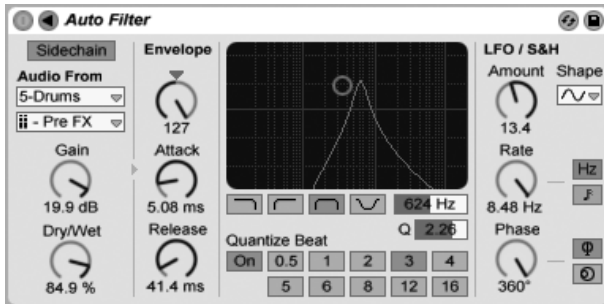 Auto Filter
Sidechain
Audio From
5-Drums
- Pre FX
Gain
19.9 dB
Dry/Wet
84.9 %
Envelope
127
Attack
5.08 ms
Release
41.4 ms
624 Hz
Q 2.26
Quantize Beat
On 0.5 1 2 3 4
5 6 8 12 16
LFO / S&H
Amount Shape
13.4
Rate
8.48 Hz
Hz
Phase
360°